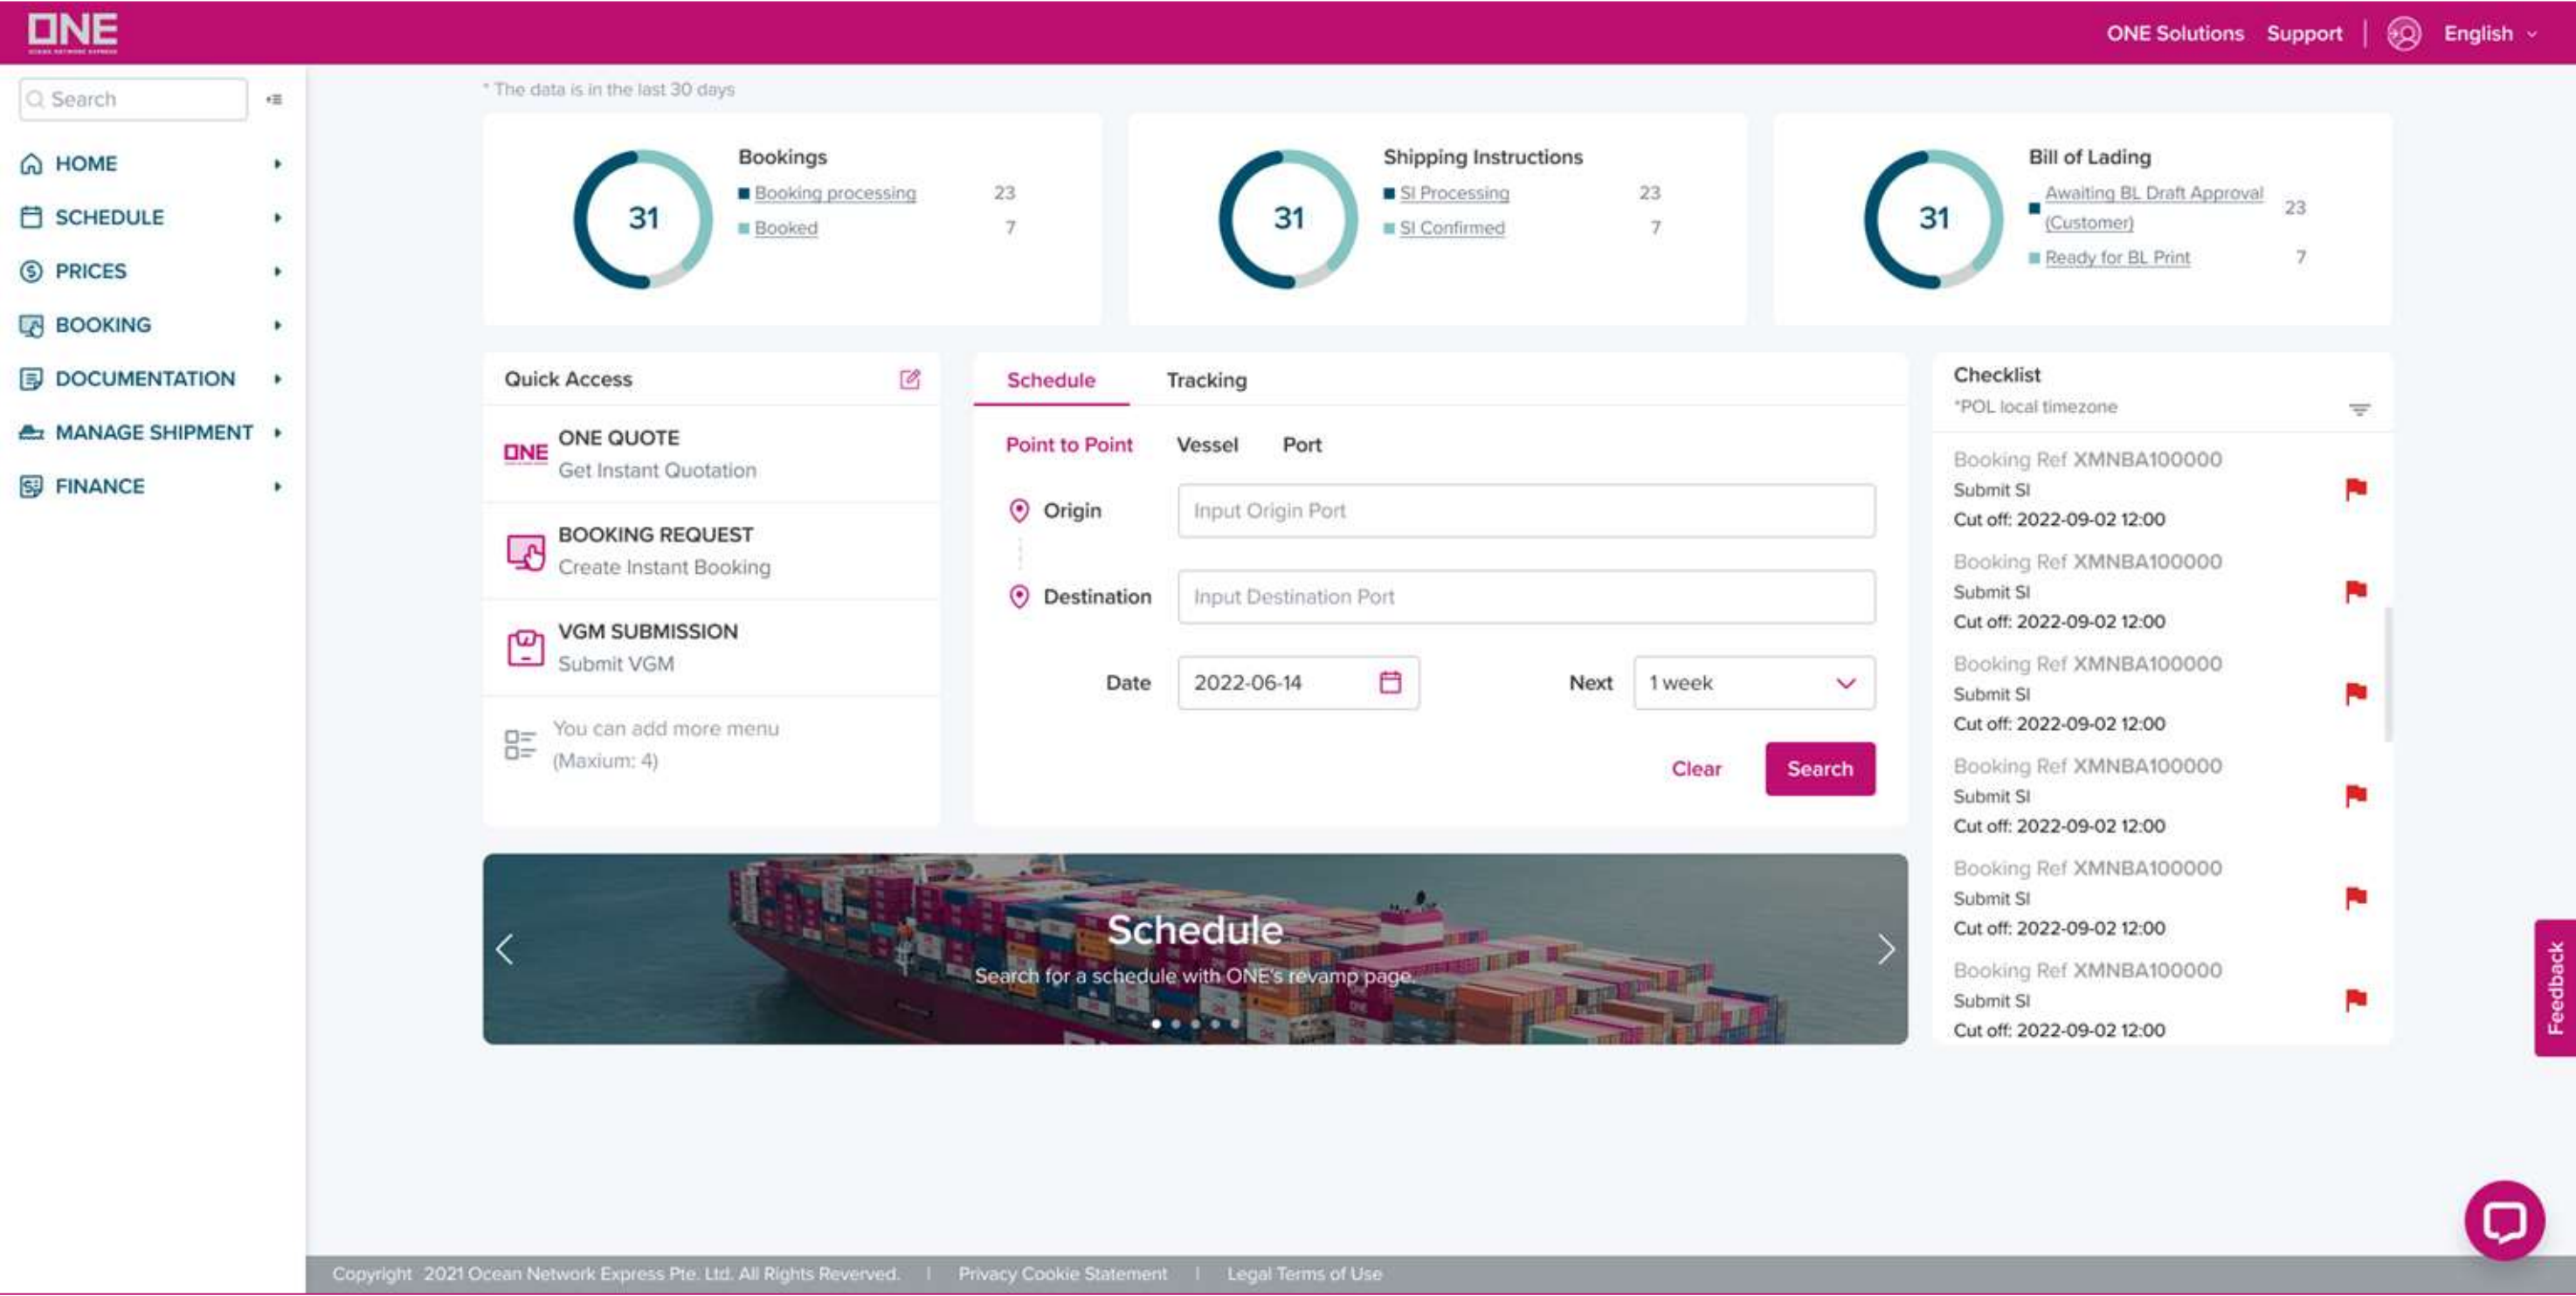 ONE
OCEAN NETWORK EXPRESS
ONE Solutions
Support
English
Search
HOME
SCHEDULE
PRICES
BOOKING
DOCUMENTATION
MANAGE SHIPMENT
FINANCE
* The data is in the last 30 days
31
Bookings
Booking processing 23
Booked 7
31
Shipping Instructions
SI Processing 23
SI Confirmed 7
31
Bill of Lading
Awaiting BL Draft Approval
(Customer) 23
Ready for BL Print 7
Quick Access
ONE
ONE QUOTE
Get Instant Quotation
BOOKING REQUEST
Create Instant Booking
VGM SUBMISSION
Submit VGM
You can add more menu
(Maxium: 4)
Schedule Tracking
Point to Point Vessel Port
Origin Input Origin Port
Destination Input Destination Port
Date 2022-06-14 Next 1 week
Clear Search
Schedule
Search for a schedule with ONE's revamp page.
Checklist
*POL local timezone
Booking Ref XMNBA100000
Submit SI
Cut off: 2022-09-02 12:00
Booking Ref XMNBA100000
Submit SI
Cut off: 2022-09-02 12:00
Booking Ref XMNBA100000
Submit SI
Cut off: 2022-09-02 12:00
Booking Ref XMNBA100000
Submit SI
Cut off: 2022-09-02 12:00
Booking Ref XMNBA100000
Submit SI
Cut off: 2022-09-02 12:00
Booking Ref XMNBA100000
Submit SI
Cut off: 2022-09-02 12:00
Feedback
Copyright 2021 Ocean Network Express Pte. Ltd. All Rights Reverved. | Privacy Cookie Statement | Legal Terms of Use